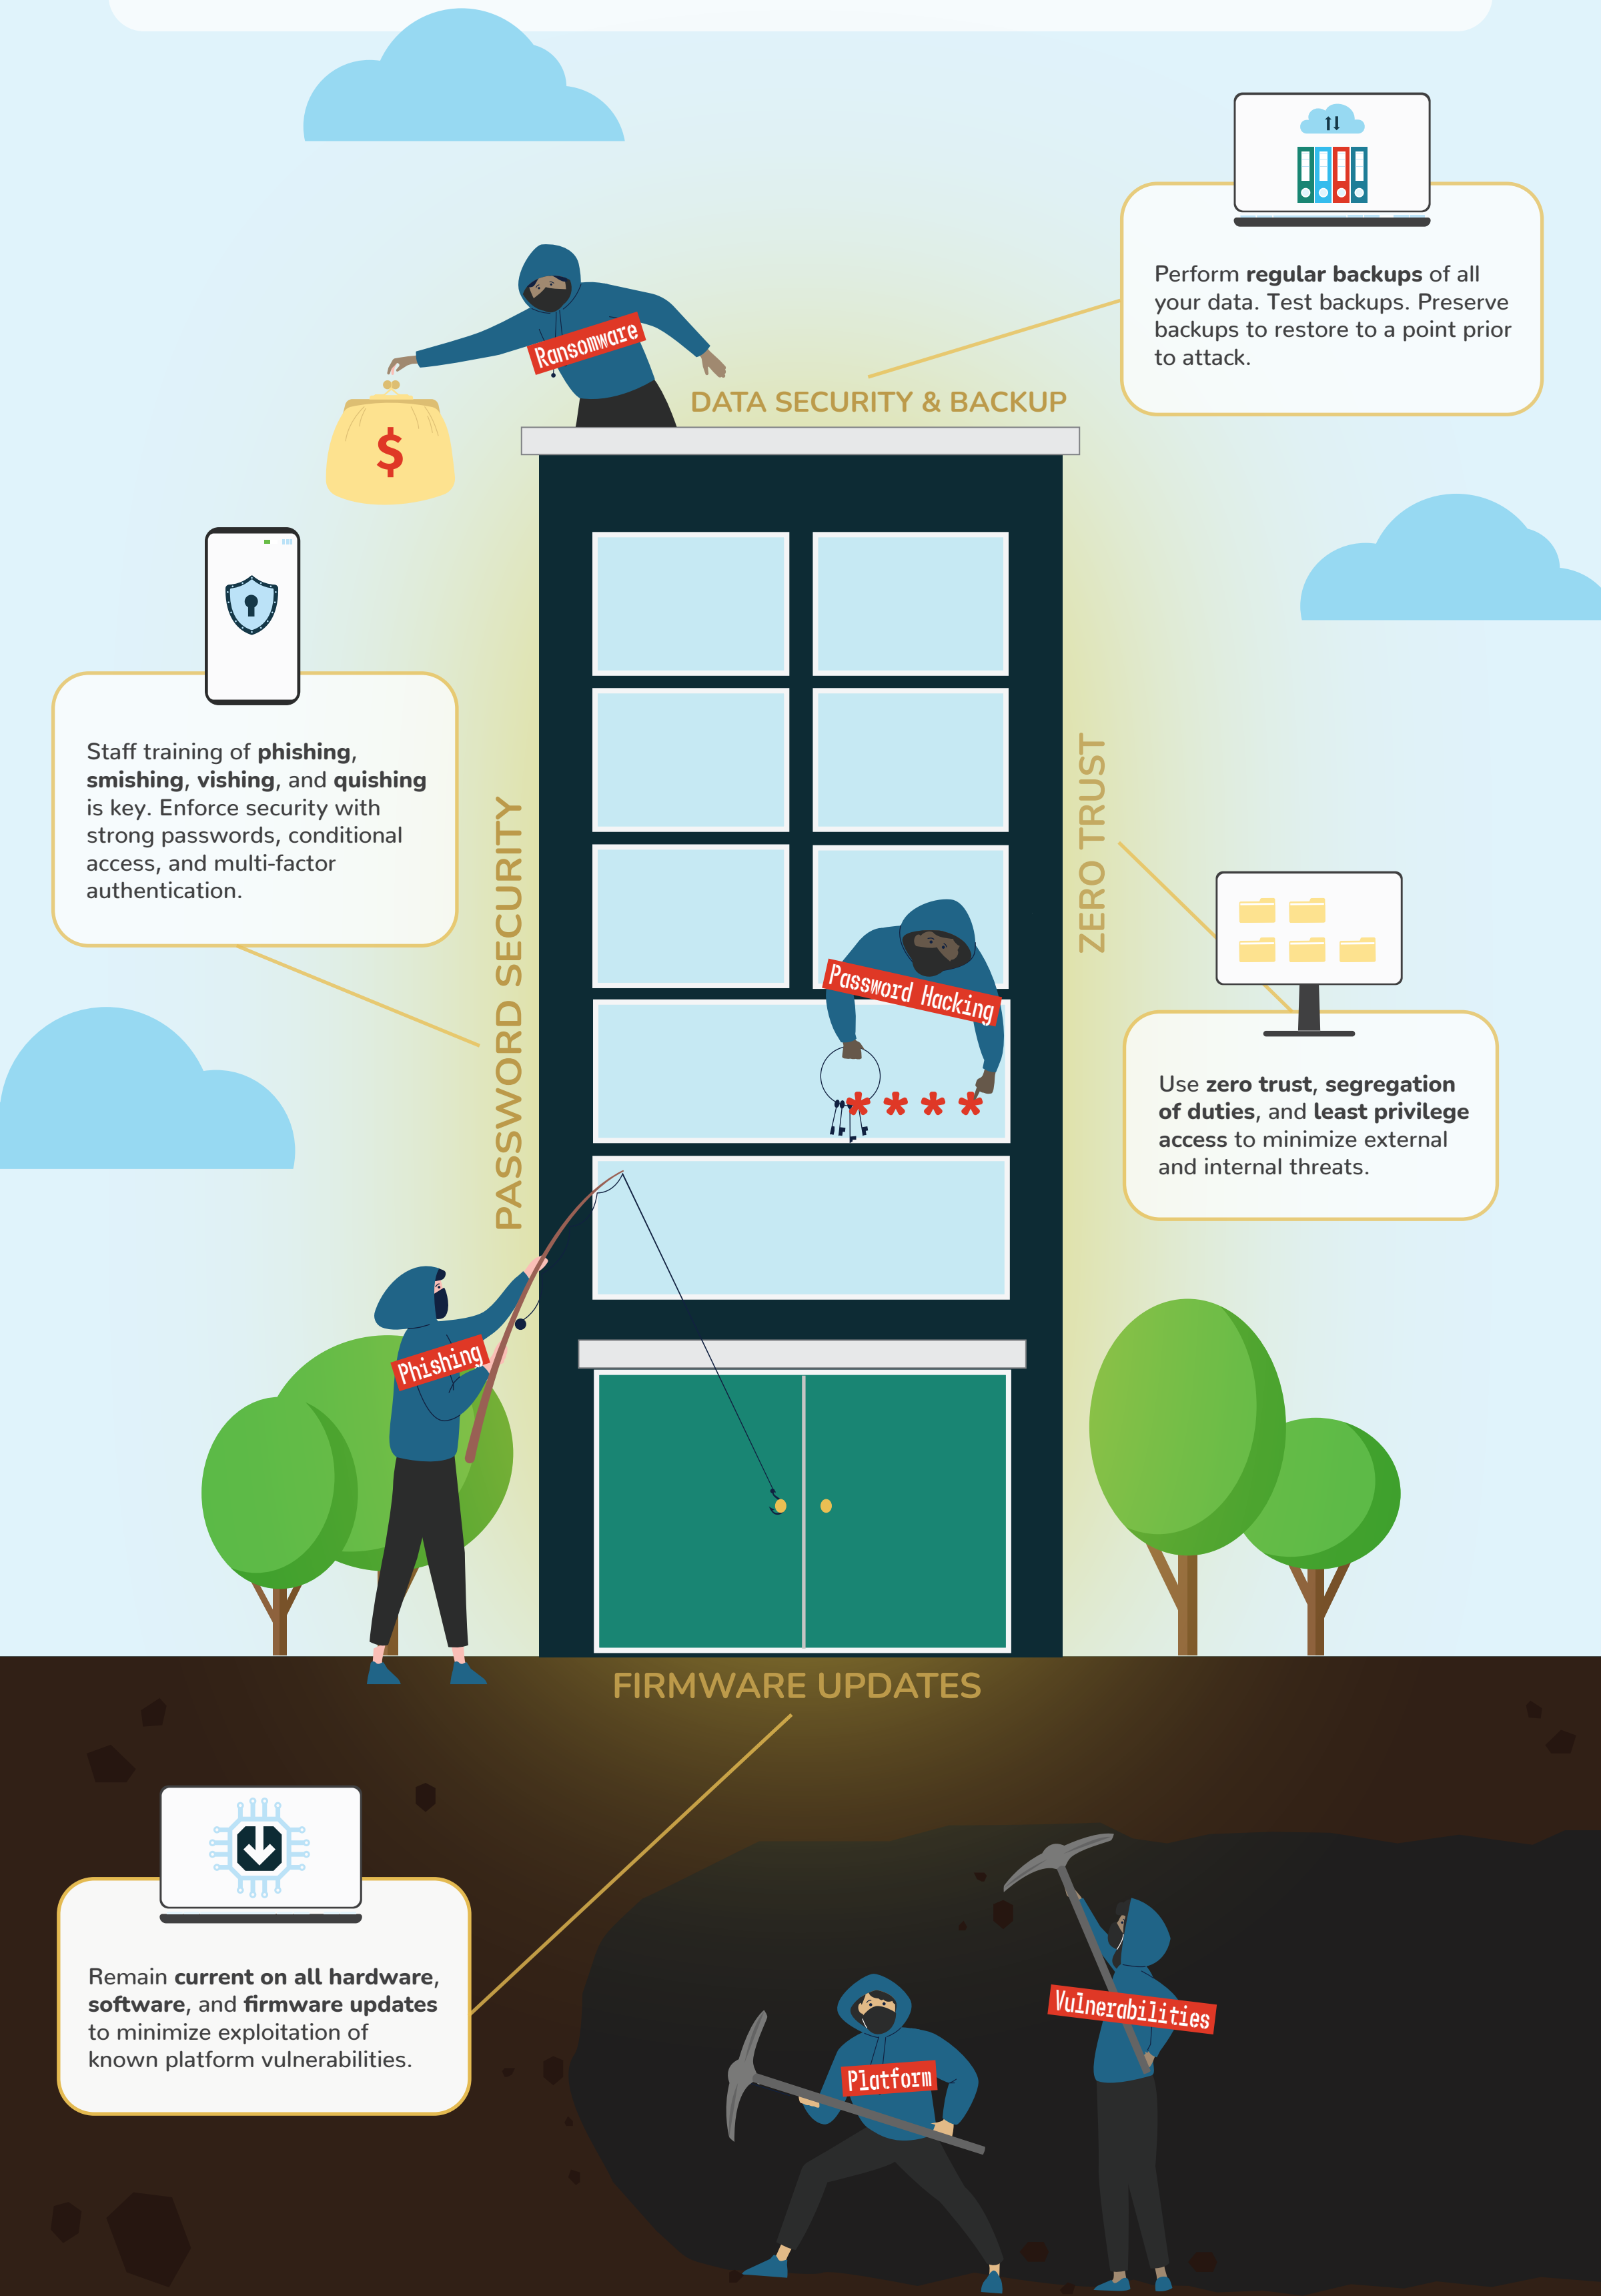 Perform regular backups of all
your data. Test backups. Preserve
backups to restore to a point prior
to attack.
Ransomware
DATA SECURITY & BACKUP
$
Staff training of phishing,
smishing, vishing, and quishing
is key. Enforce security with
strong passwords, conditional
access, and multi-factor
authentication.
PASSWORD SECURITY
ZERO TRUST
Password Hacking
* * * *
Use zero trust, segregation
of duties, and least privilege
access to minimize external
and internal threats.
Phishing
FIRMWARE UPDATES
Remain current on all hardware,
software, and firmware updates
to minimize exploitation of
known platform vulnerabilities.
Vulnerabilities
Platform